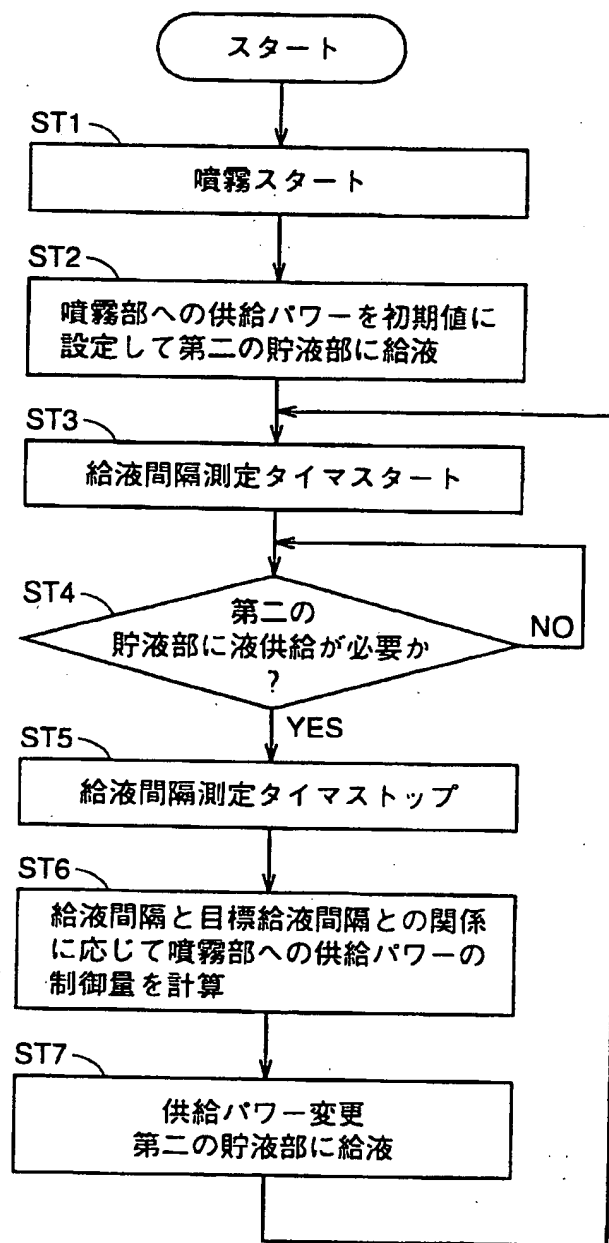 スタート
ST1
噴霧スタート
ST2
噴霧部への供給パワーを初期値に
設定して第二の貯液部に給液
ST3
給液間隔測定タイマスタート
ST4
第二の
貯液部に液供給が必要か
?
NO
YES
ST5
給液間隔測定タイマストップ
ST6
給液間隔と目標給液間隔との関係
に応じて噴霧部への供給パワーの
制御量を計算
ST7
供給パワー変更
第二の貯液部に給液